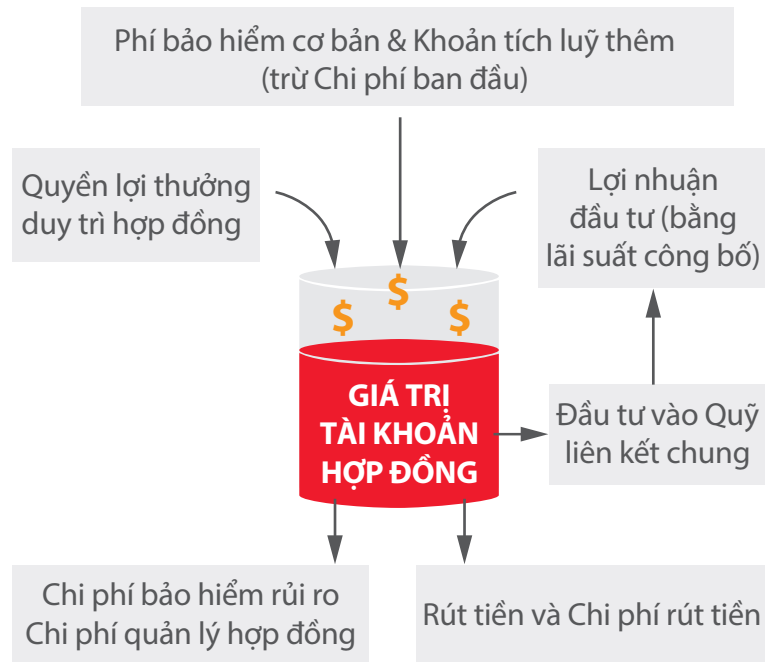 Phí bảo hiểm cơ bản & Khoản tích luỹ thêm
(trừ Chi phí ban đầu)
Quyền lợi thưởng
duy trì hợp đồng
Lợi nhuận
đầu tư (bằng
lãi suất công bố)
$
$
$
GIÁ TRỊ
TÀI KHOẢN
HỢP ĐỒNG
Đầu tư vào Quỹ
liên kết chung
Chi phí bảo hiểm rủi ro
Chi phí quản lý hợp đồng
Rút tiền và Chi phí rút tiền